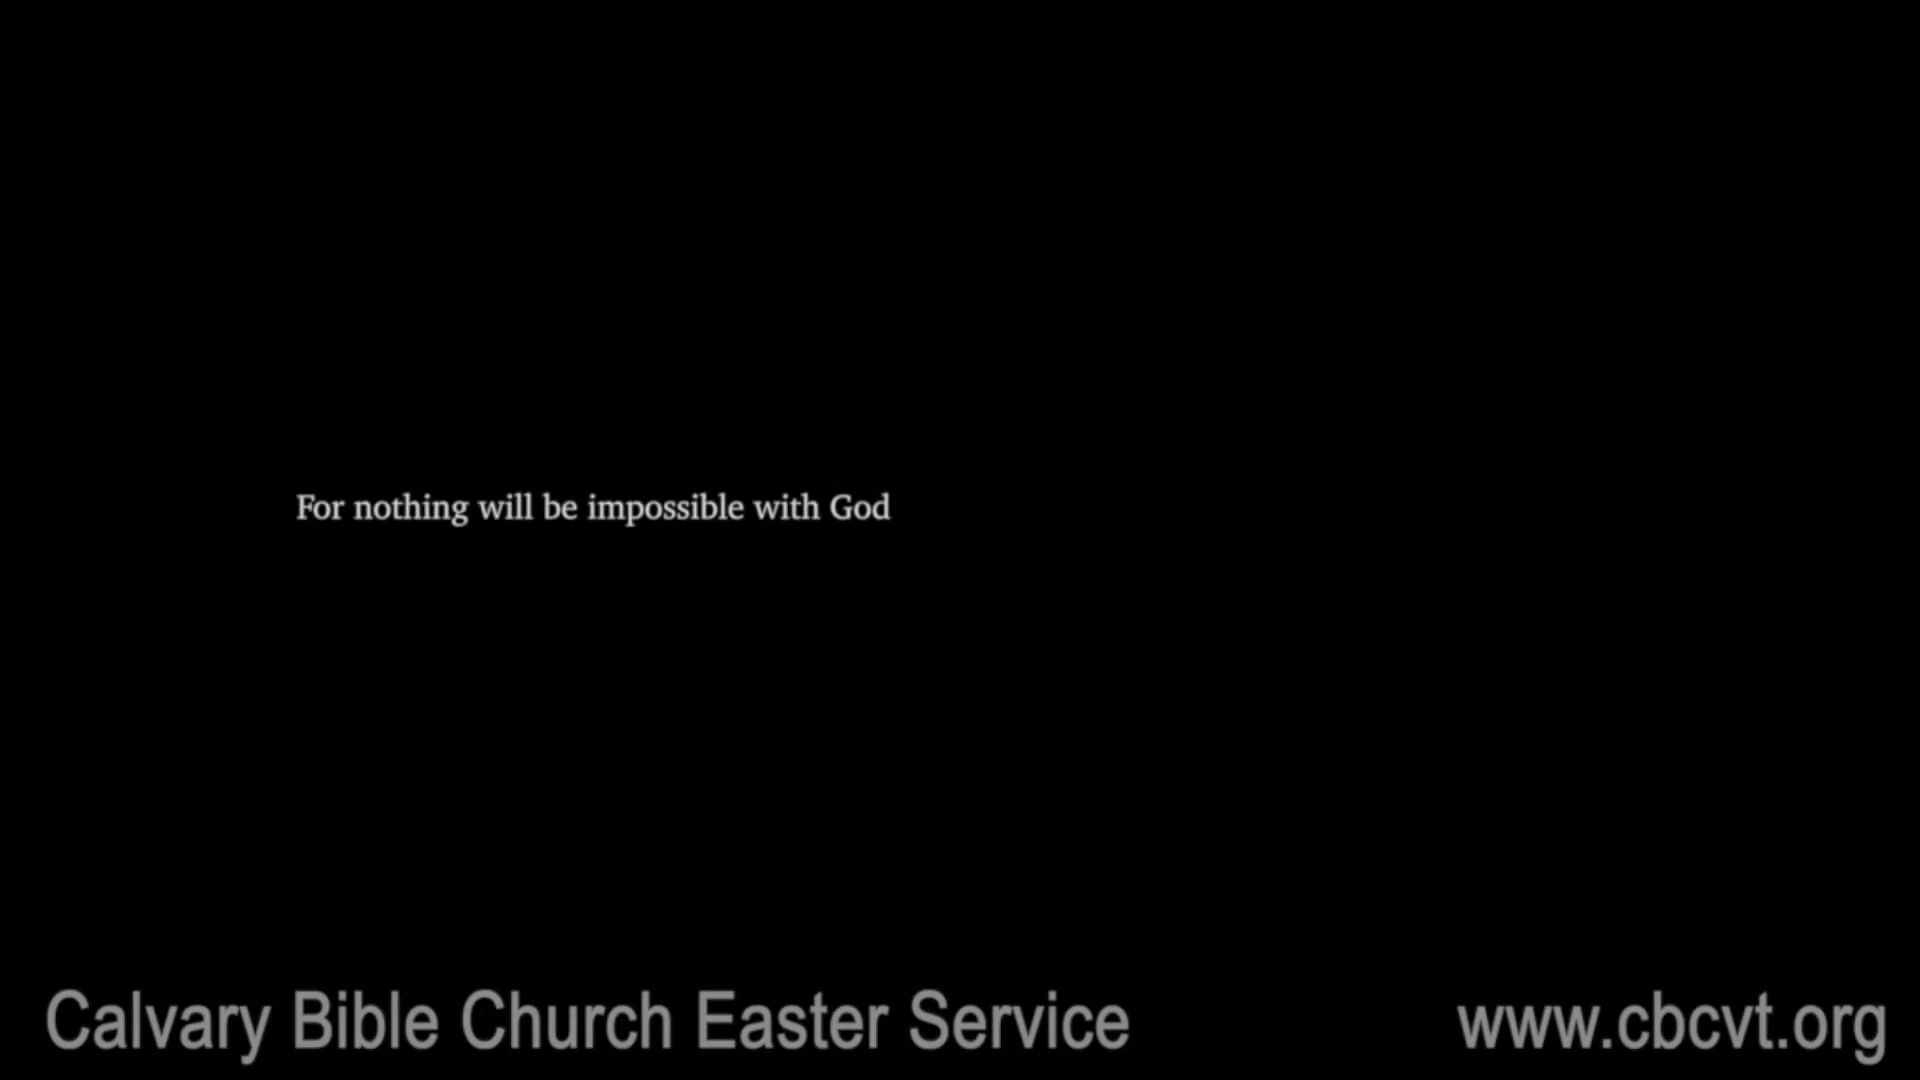 For nothing will be impossible with God
Calvary Bible Church Easter Service
www.cbcvt.org